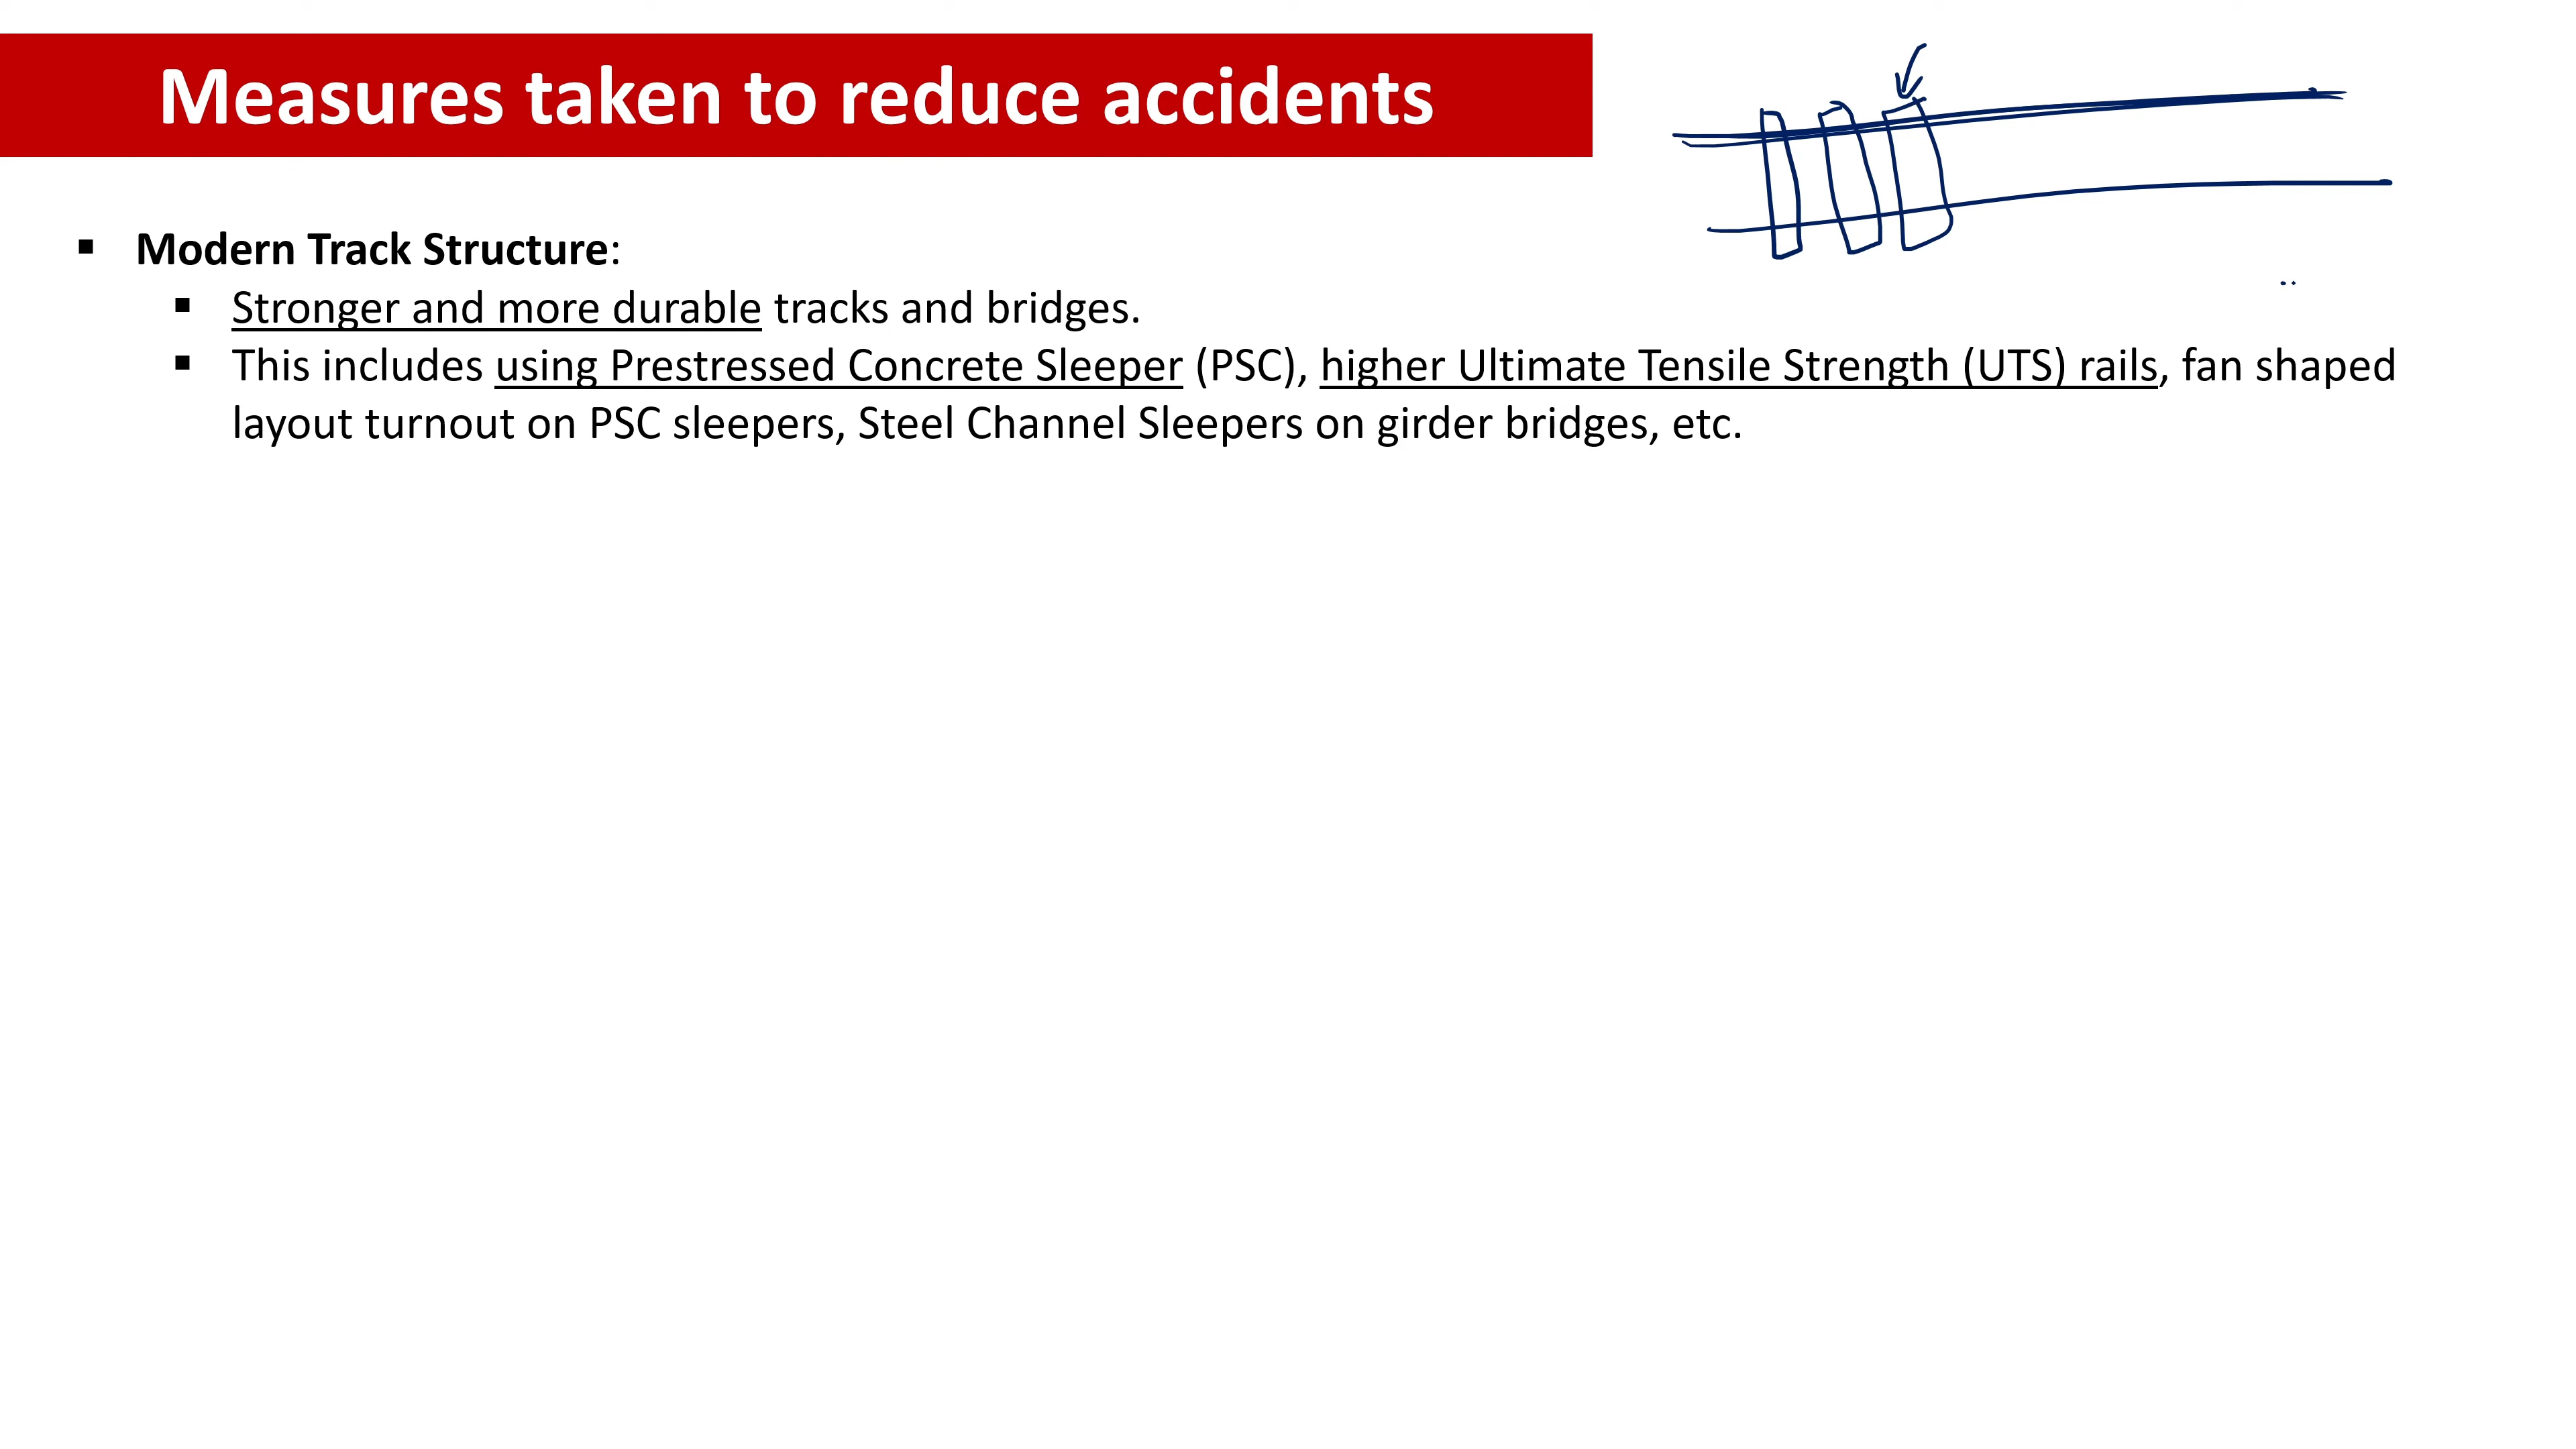 Measures taken to reduce accidents
▪ Modern Track Structure:
▪ Stronger and more durable tracks and bridges.
▪ This includes using Prestressed Concrete Sleeper (PSC), higher Ultimate Tensile Strength (UTS) rails, fan shaped
layout turnout on PSC sleepers, Steel Channel Sleepers on girder bridges, etc.